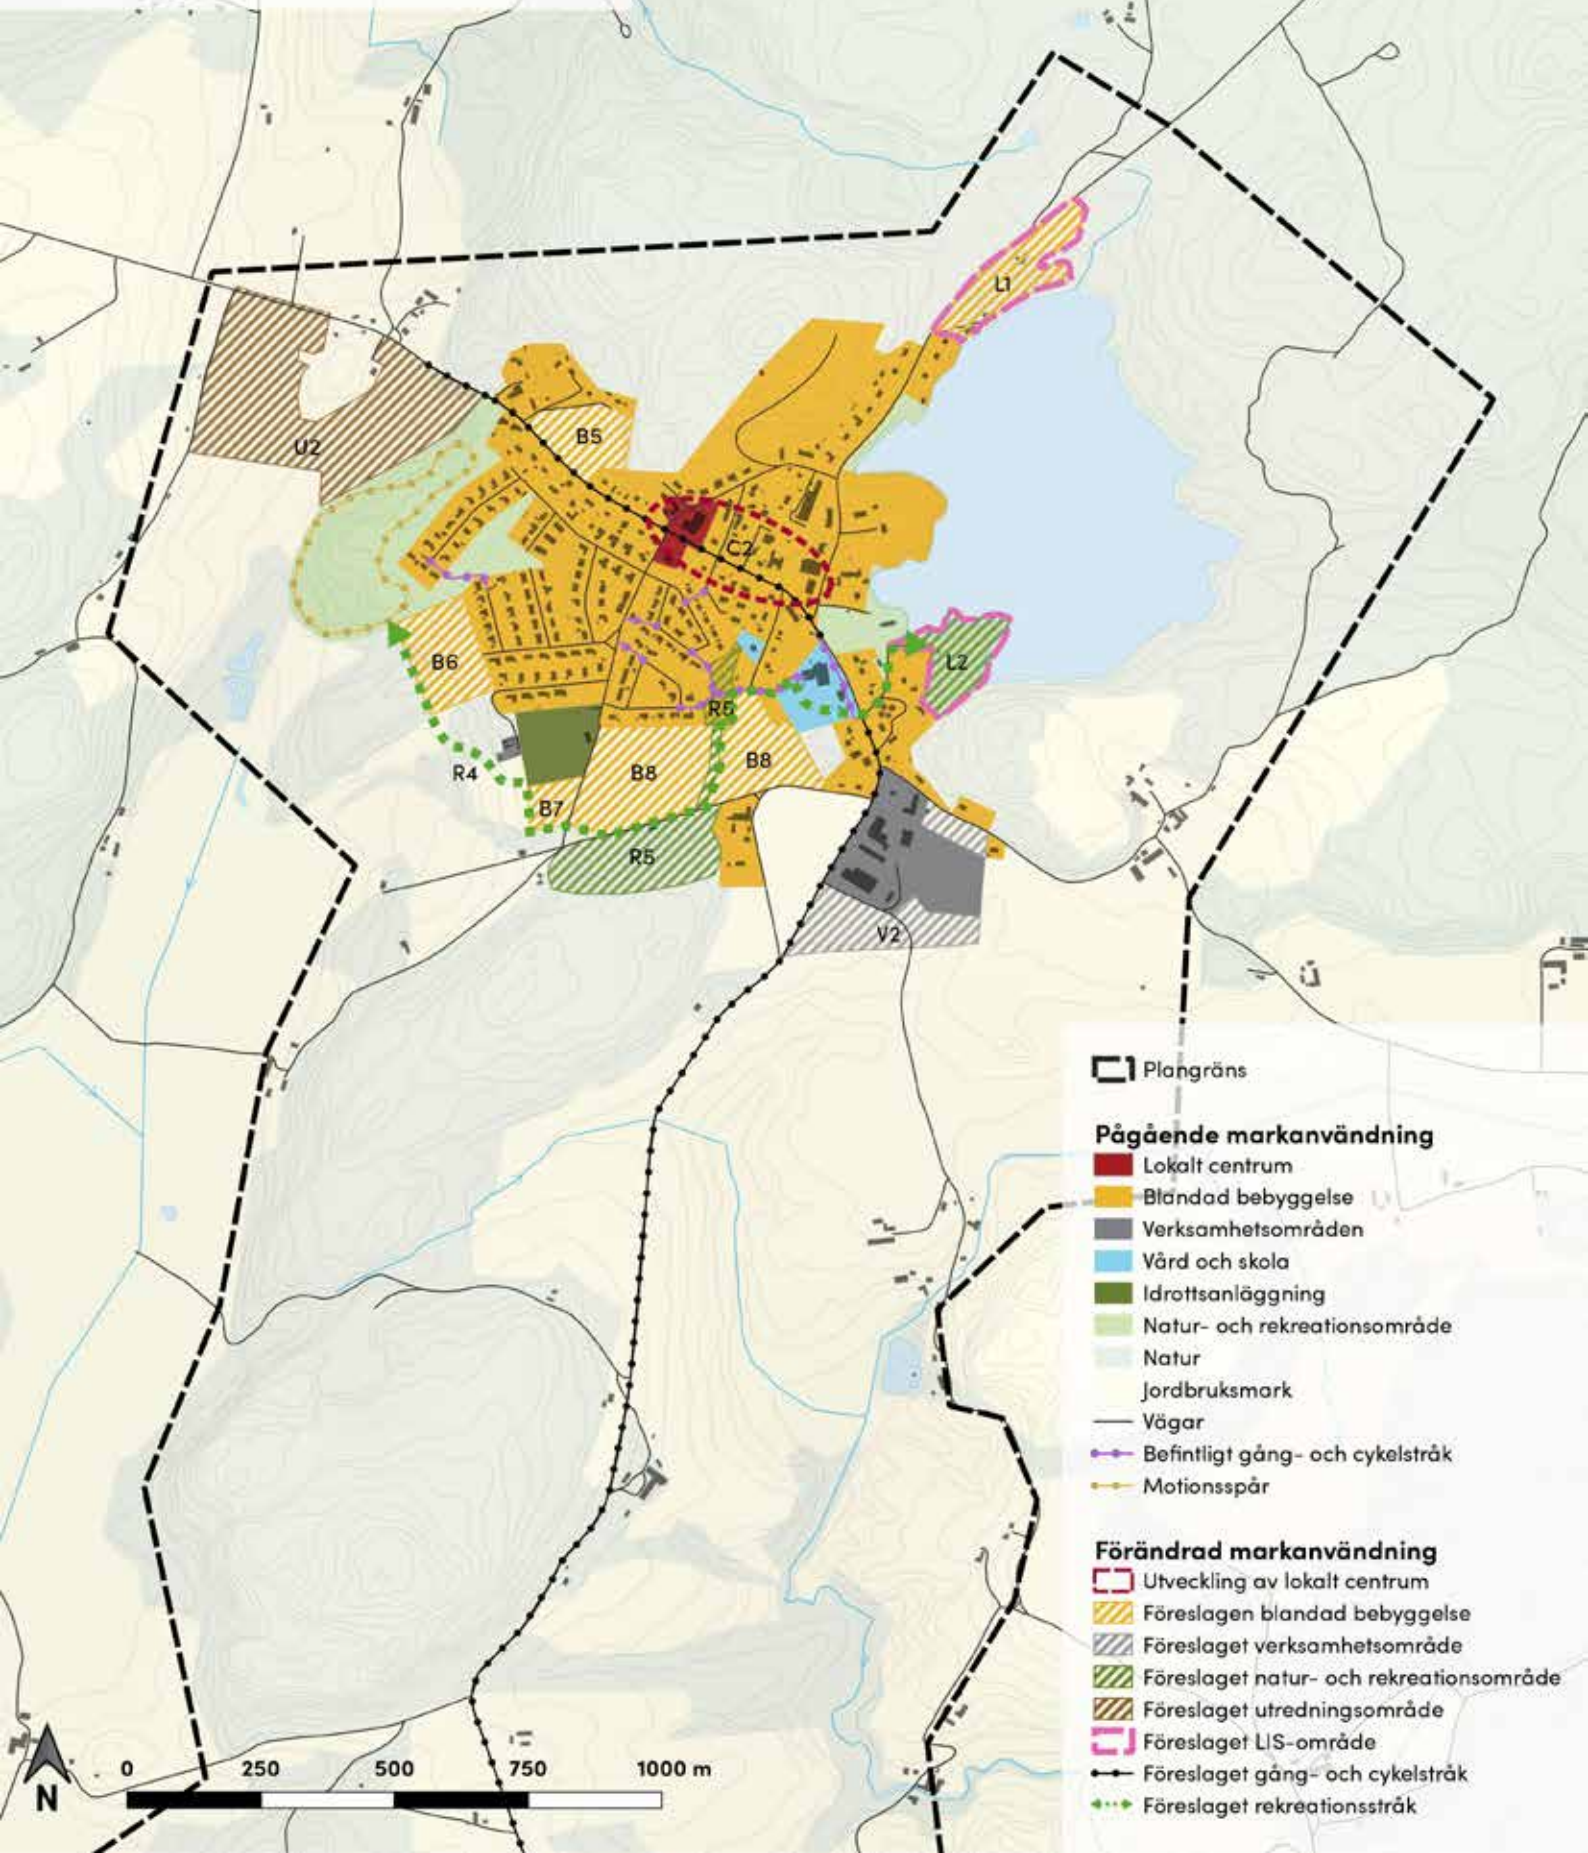 L1
U2
B5
C2
B6
L2
R5
R4
B8
B8
B7
R5
V2
Plangräns
Pågående markanvändning
Lokalt centrum
Blandad bebyggelse
Verksamhetsområden
Vård och skola
Idrottsanläggning
Natur- och rekreationsområde
Natur
Jordbruksmark
Vägar
Befintligt gång- och cykelstråk
Motionsspår
Förändrad markanvändning
Utveckling av lokalt centrum
Föreslagen blandad bebyggelse
Föreslaget verksamhetsområde
Föreslaget natur- och rekreationsområde
Föreslaget utredningsområde
Föreslaget LIS-område
Föreslaget gång- och cykelstråk
Föreslaget rekreationsstråk
0 250 500 750 1000 m
N